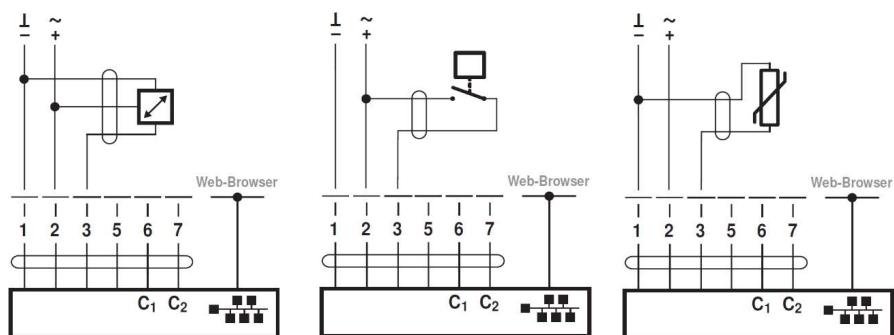 ⊥ ~
– +
Web-Browser
1 2 3 5 6 7
C1 C2
⊥ ~
– +
Web-Browser
1 2 3 5 6 7
C1 C2
⊥ ~
– +
Web-Browser
1 2 3 5 6 7
C1 C2